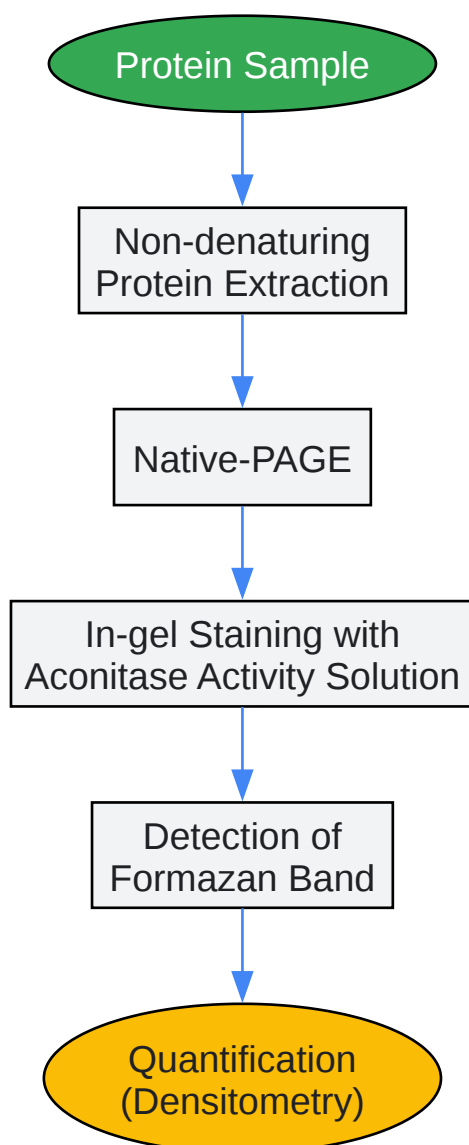 Protein Sample
Non-denaturing
Protein Extraction
Native-PAGE
In-gel Staining with
Aconitase Activity Solution
Detection of
Formazan Band
Quantification
(Densitometry)